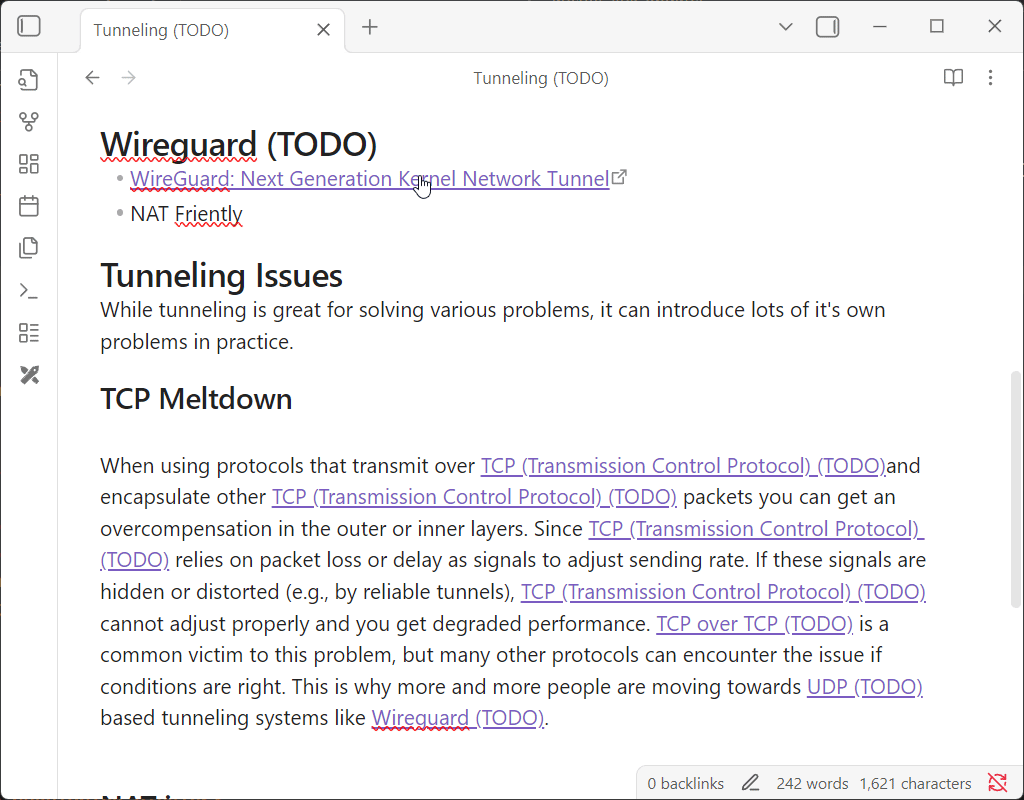 Tunneling (TODO)
Tunneling (TODO)
Wireguard (TODO)
WireGuard: Next Generation Kernel Network Tunnel
NAT Friently
Tunneling Issues
While tunneling is great for solving various problems, it can introduce lots of it's own
problems in practice.
TCP Meltdown
When using protocols that transmit over TCP (Transmission Control Protocol) (TODO)and
encapsulate other TCP (Transmission Control Protocol) (TODO) packets you can get an
overcompensation in the outer or inner layers. Since TCP (Transmission Control Protocol)
(TODO) relies on packet loss or delay as signals to adjust sending rate. If these signals are
hidden or distorted (e.g., by reliable tunnels), TCP (Transmission Control Protocol) (TODO)
cannot adjust properly and you get degraded performance. TCP over TCP (TODO) is a
common victim to this problem, but many other protocols can encounter the issue if
conditions are right. This is why more and more people are moving towards UDP (TODO)
based tunneling systems like Wireguard (TODO).
0 backlinks 242 words 1,621 characters